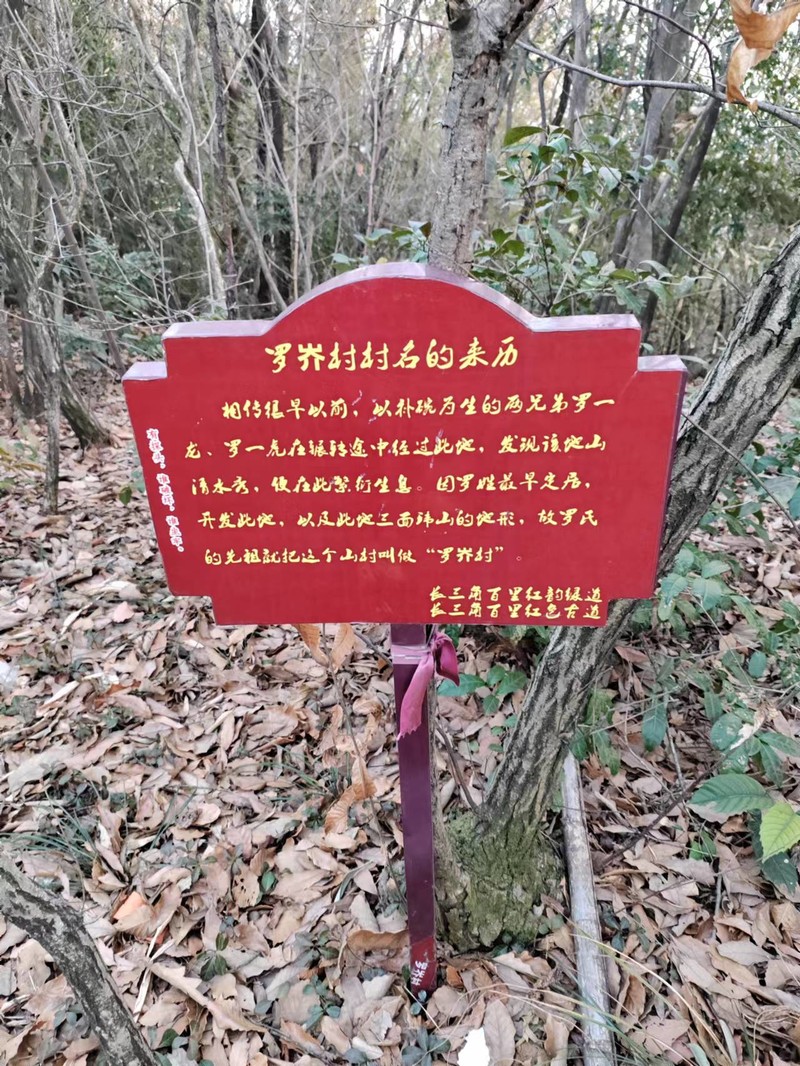 罗岕村村名的来历
相传很早以前，以补碗为生的两兄弟罗一
龙、罗一虎在辗转途中经过此地，发现该地山
清水秀，便在此繁衍生息。因罗姓最早定居，
开发此地，以及此地三面环山的地形，故罗氏
的先祖就把这个山村叫做“罗岕村”。
长三角百里红韵绿道
长三角百里红色古道